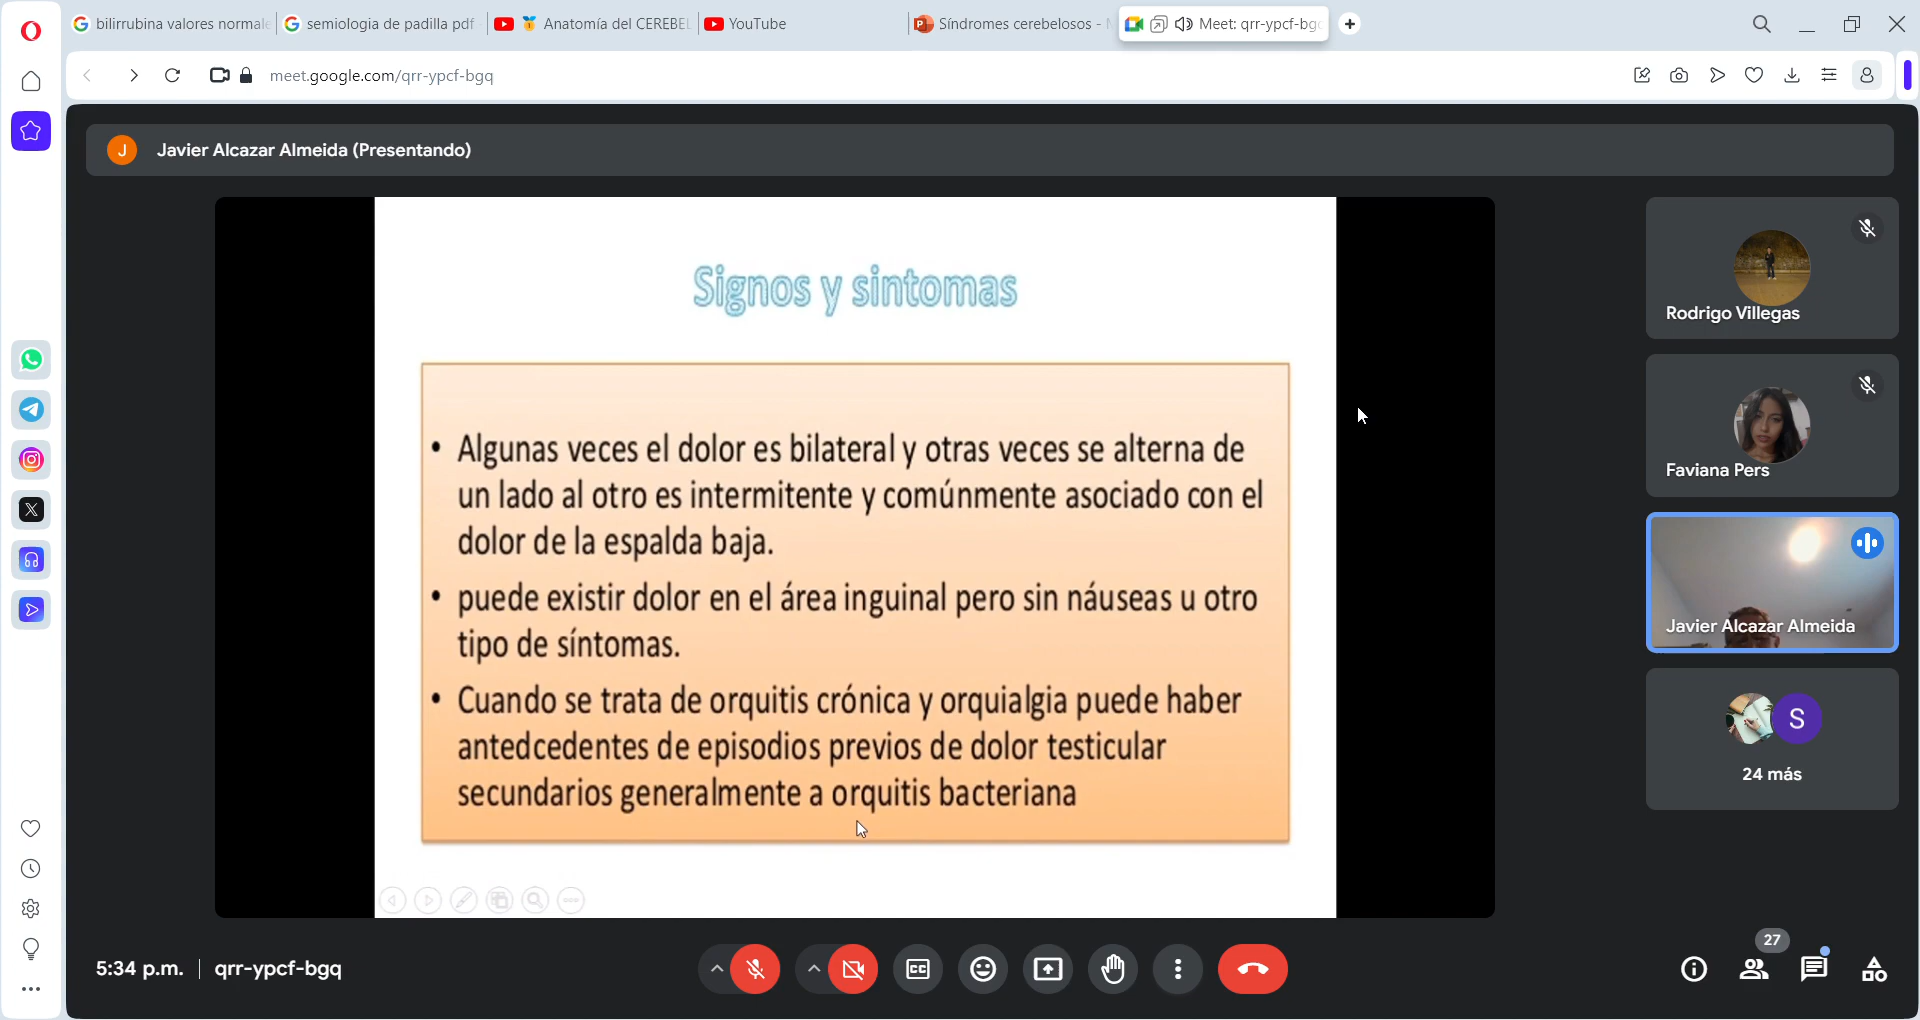 bilirrubina valores normale
semiologia de padilla pdf
Anatomía del CEREBEL
YouTube
Síndromes cerebelosos -
Meet: qrr-ypcf-bgq
meet.google.com/qrr-ypcf-bgq
J
Javier Alcazar Almeida (Presentando)
Signos y sintomas
• Algunas veces el dolor es bilateral y otras veces se alterna de
un lado al otro es intermitente y comúnmente asociado con el
dolor de la espalda baja.
• puede existir dolor en el área inguinal pero sin náuseas u otro
tipo de síntomas.
• Cuando se trata de orquitis crónica y orquialgia puede haber
antedcedentes de episodios previos de dolor testicular
secundarios generalmente a orquitis bacteriana
Rodrigo Villegas
Faviana Pers
Javier Alcazar Almeida
S
24 más
5:34 p.m. | qrr-ypcf-bgq
CC
27